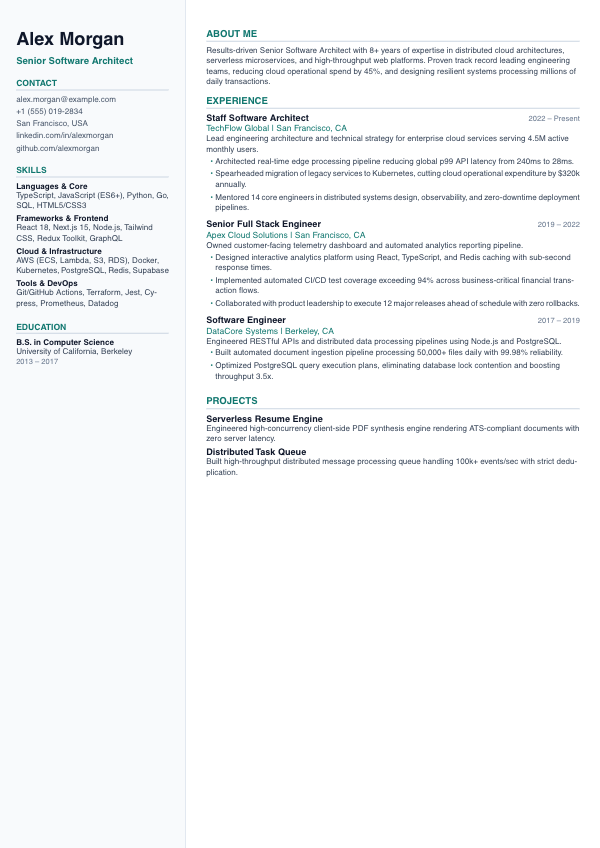 Alex Morgan
Senior Software Architect
CONTACT
alex.morgan@example.com
+1 (555) 019-2834
San Francisco, USA
linkedin.com/in/alexmorgan
github.com/alexmorgan
SKILLS
Languages & Core
TypeScript, JavaScript (ES6+), Python, Go,
SQL, HTML5/CSS3
Frameworks & Frontend
React 18, Next.js 15, Node.js, Tailwind
CSS, Redux Toolkit, GraphQL
Cloud & Infrastructure
AWS (ECS, Lambda, S3, RDS), Docker,
Kubernetes, PostgreSQL, Redis, Supabase
Tools & DevOps
Git/GitHub Actions, Terraform, Jest, Cy-
press, Prometheus, Datadog
EDUCATION
B.S. in Computer Science
University of California, Berkeley
2013 – 2017
ABOUT ME
Results-driven Senior Software Architect with 8+ years of expertise in distributed cloud architectures,
serverless microservices, and high-throughput web platforms. Proven track record leading engineering
teams, reducing cloud operational spend by 45%, and designing resilient systems processing millions of
daily transactions.
EXPERIENCE
Staff Software Architect 2022 – Present
TechFlow Global | San Francisco, CA
Lead engineering architecture and technical strategy for enterprise cloud services serving 4.5M active
monthly users.
• Architected real-time edge processing pipeline reducing global p99 API latency from 240ms to 28ms.
• Spearheaded migration of legacy services to Kubernetes, cutting cloud operational expenditure by $320k
annually.
• Mentored 14 core engineers in distributed systems design, observability, and zero-downtime deployment
pipelines.
Senior Full Stack Engineer 2019 – 2022
Apex Cloud Solutions | San Francisco, CA
Owned customer-facing telemetry dashboard and automated analytics reporting pipeline.
• Designed interactive analytics platform using React, TypeScript, and Redis caching with sub-second
response times.
• Implemented automated CI/CD test coverage exceeding 94% across business-critical financial trans-
action flows.
• Collaborated with product leadership to execute 12 major releases ahead of schedule with zero rollbacks.
Software Engineer 2017 – 2019
DataCore Systems | Berkeley, CA
Engineered RESTful APIs and distributed data processing pipelines using Node.js and PostgreSQL.
• Built automated document ingestion pipeline processing 50,000+ files daily with 99.98% reliability.
• Optimized PostgreSQL query execution plans, eliminating database lock contention and boosting
throughput 3.5x.
PROJECTS
Serverless Resume Engine
Engineered high-concurrency client-side PDF synthesis engine rendering ATS-compliant documents with
zero server latency.
Distributed Task Queue
Built high-throughput distributed message processing queue handling 100k+ events/sec with strict dedu-
plication.